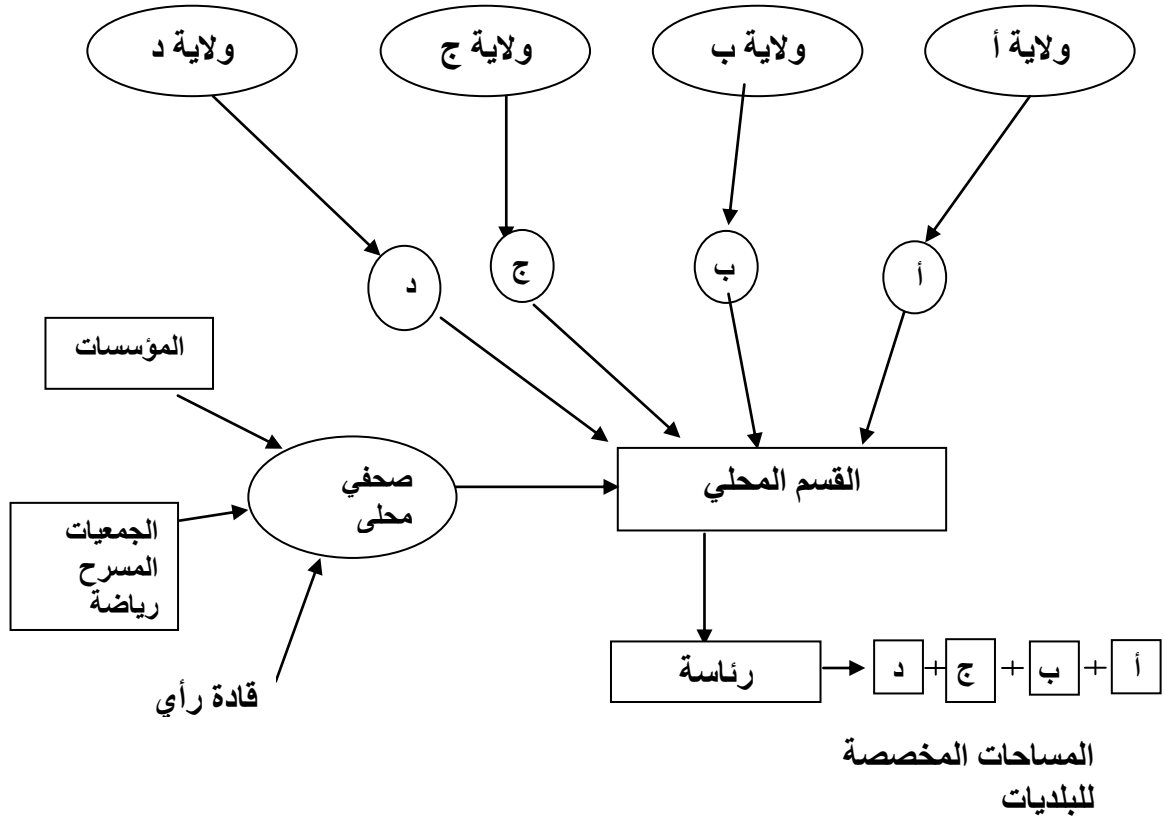 ولاية أ
ولاية ب
ولاية ج
ولاية د
أ
ب
ج
د
المؤسسات
صحفي
محلى
القسم المحلي
الجمعيات
المسرح
رياضة
قادة رأي
رئاسة
أ + ب + ج + د
المساحات المخصصة
للبلديات